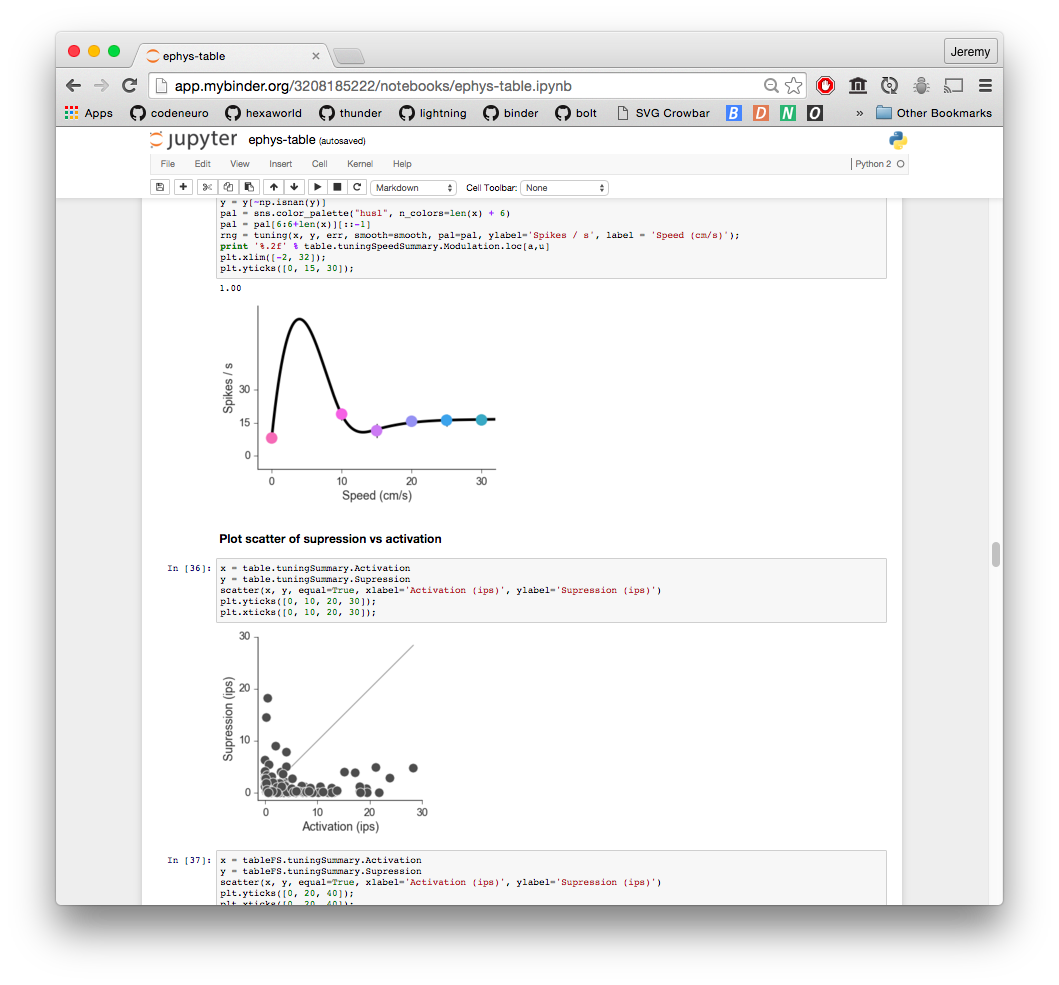 ephys-table
Jeremy
app.mybinder.org/3208185222/notebooks/ephys-table.ipynb
Apps codeneuro hexaworld thunder lightning binder bolt SVG Crowbar B D N O » Other Bookmarks
jupyter ephys-table (autosaved)
File Edit View Insert Cell Kernel Help Python 2
Markdown Cell Toolbar: None
y = y[~np.isnan(y)]
pal = sns.color_palette("husl", n_colors=len(x) + 6)
pal = pal[6:6+len(x)][::-1]
rng = tuning(x, y, err, smooth=smooth, pal=pal, ylabel='Spikes / s', label = 'Speed (cm/s)');
print '%.2f' % table.tuningSpeedSummary.Modulation.loc[a,u]
plt.xlim([-2, 32]);
plt.yticks([0, 15, 30]);
1.00
Spikes / s
30
15
0
0 10 20 30
Speed (cm/s)
Plot scatter of supression vs activation
In [36]: x = table.tuningSummary.Activation
y = table.tuningSummary.Supression
scatter(x, y, equal=True, xlabel='Activation (ips)', ylabel='Supression (ips)')
plt.yticks([0, 10, 20, 30]);
plt.xticks([0, 10, 20, 30]);
Supression (ips)
30
20
10
0
0 10 20 30
Activation (ips)
In [37]: x = tableFS.tuningSummary.Activation
y = tableFS.tuningSummary.Supression
scatter(x, y, equal=True, xlabel='Activation (ips)', ylabel='Supression (ips)')
plt.yticks([0, 20, 40]);
plt.xticks([0, 20, 40]);